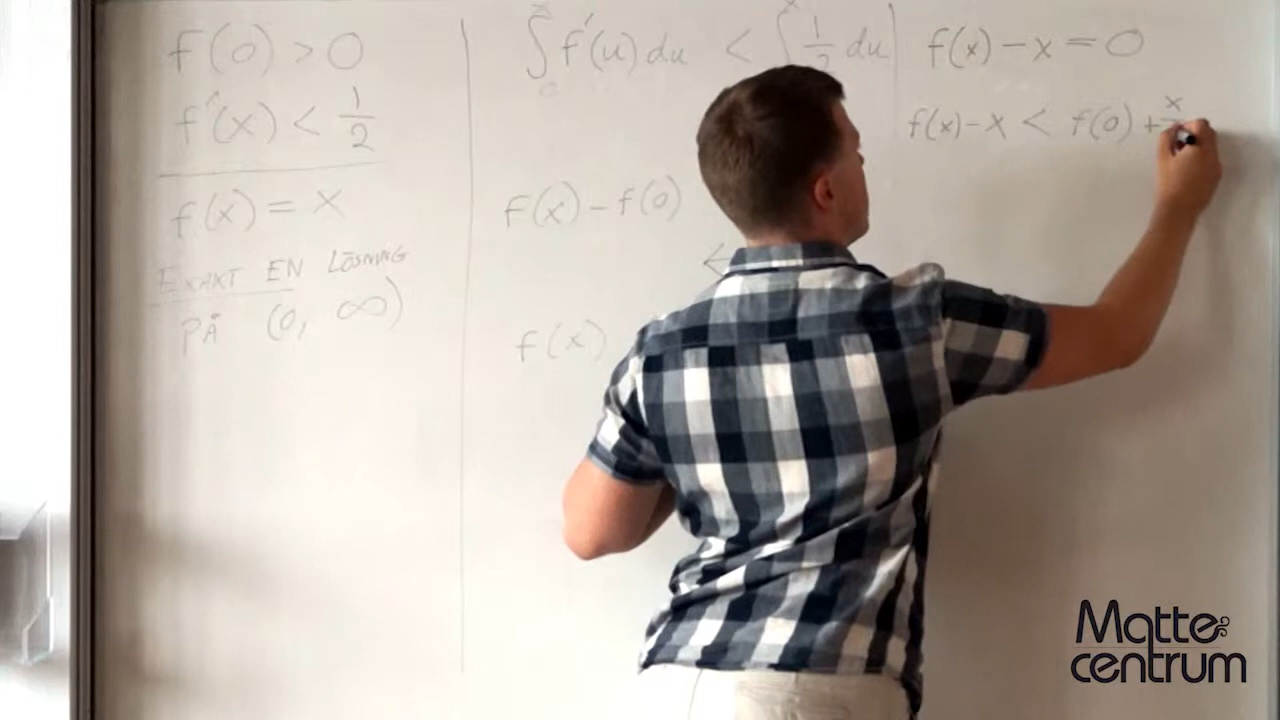 f(0) > 0
f'(x) < 1/2
f(x) = x
EXAKT EN LÖSNING
PÅ (0, ∞)
∫ f'(u) du < ∫ 1/2 du
f(x) - f(0)
<
f(x)
f(x) - x = 0
f(x) - x < f(0) + x
Matte
centrum